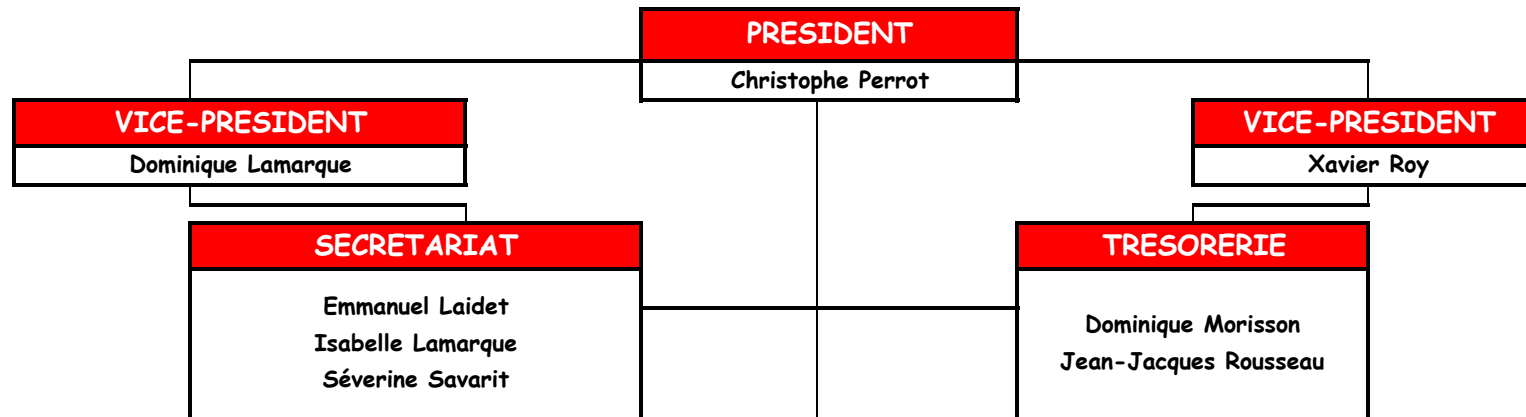 PRESIDENT
Christophe Perrot
VICE-PRESIDENT
Dominique Lamarque
VICE-PRESIDENT
Xavier Roy
SECRETARIAT
Emmanuel Laidet
Isabelle Lamarque
Séverine Savarit
TRESORERIE
Dominique Morisson
Jean-Jacques Rousseau